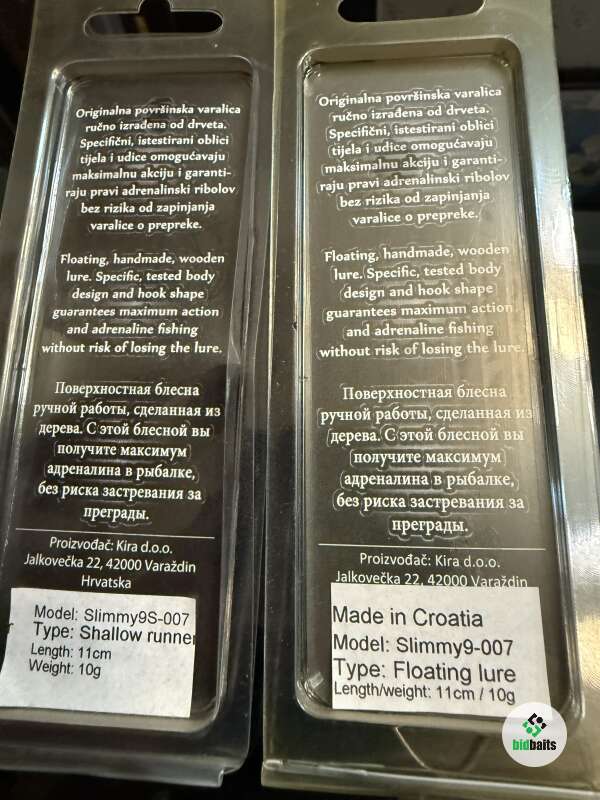 Originalna površinska varalica
ručno izrađena od drveta.
Specifični, istestirani oblici
tijela i udice omogućavaju
maksimalnu akciju i garanti-
raju pravi adrenalinski ribolov
bez rizika od zapinjanja
varalice o prepreke.
Floating, handmade, wooden
lure. Specific, tested body
design and hook shape
guarantees maximum action
and adrenaline fishing
without risk of losing the lure.
Поверхностная блесна
ручной работы, сделанная из
дерева. С этой блесной вы
получите максимум
адреналина в рыбалке,
без риска застревания за
преграды.
Proizvođač: Kira d.o.o.
Jalkovečka 22, 42000 Varaždin
Hrvatska
Model: Slimmy9S-007
Type: Shallow runner
Length: 11cm
Weight: 10g
Originalna površinska varalica
ručno izrađena od drveta.
Specifični, istestirani oblici
tijela i udice omogućavaju
maksimalnu akciju i garanti-
raju pravi adrenalinski ribolov
bez rizika od zapinjanja
varalice o prepreke.
Floating, handmade, wooden
lure. Specific, tested body
design and hook shape
guarantees maximum action
and adrenaline fishing
without risk of losing the lure.
Поверхностная блесна
ручной работы, сделанная из
дерева. С этой блесной вы
получите максимум
адреналина в рыбалке,
без риска застревания за
преграды.
Proizvođač: Kira d.o.o.
Jalkovečka 22, 42000 Varaždin
Made in Croatia
Model: Slimmy9-007
Type: Floating lure
Length/weight: 11cm / 10g
bidbaits